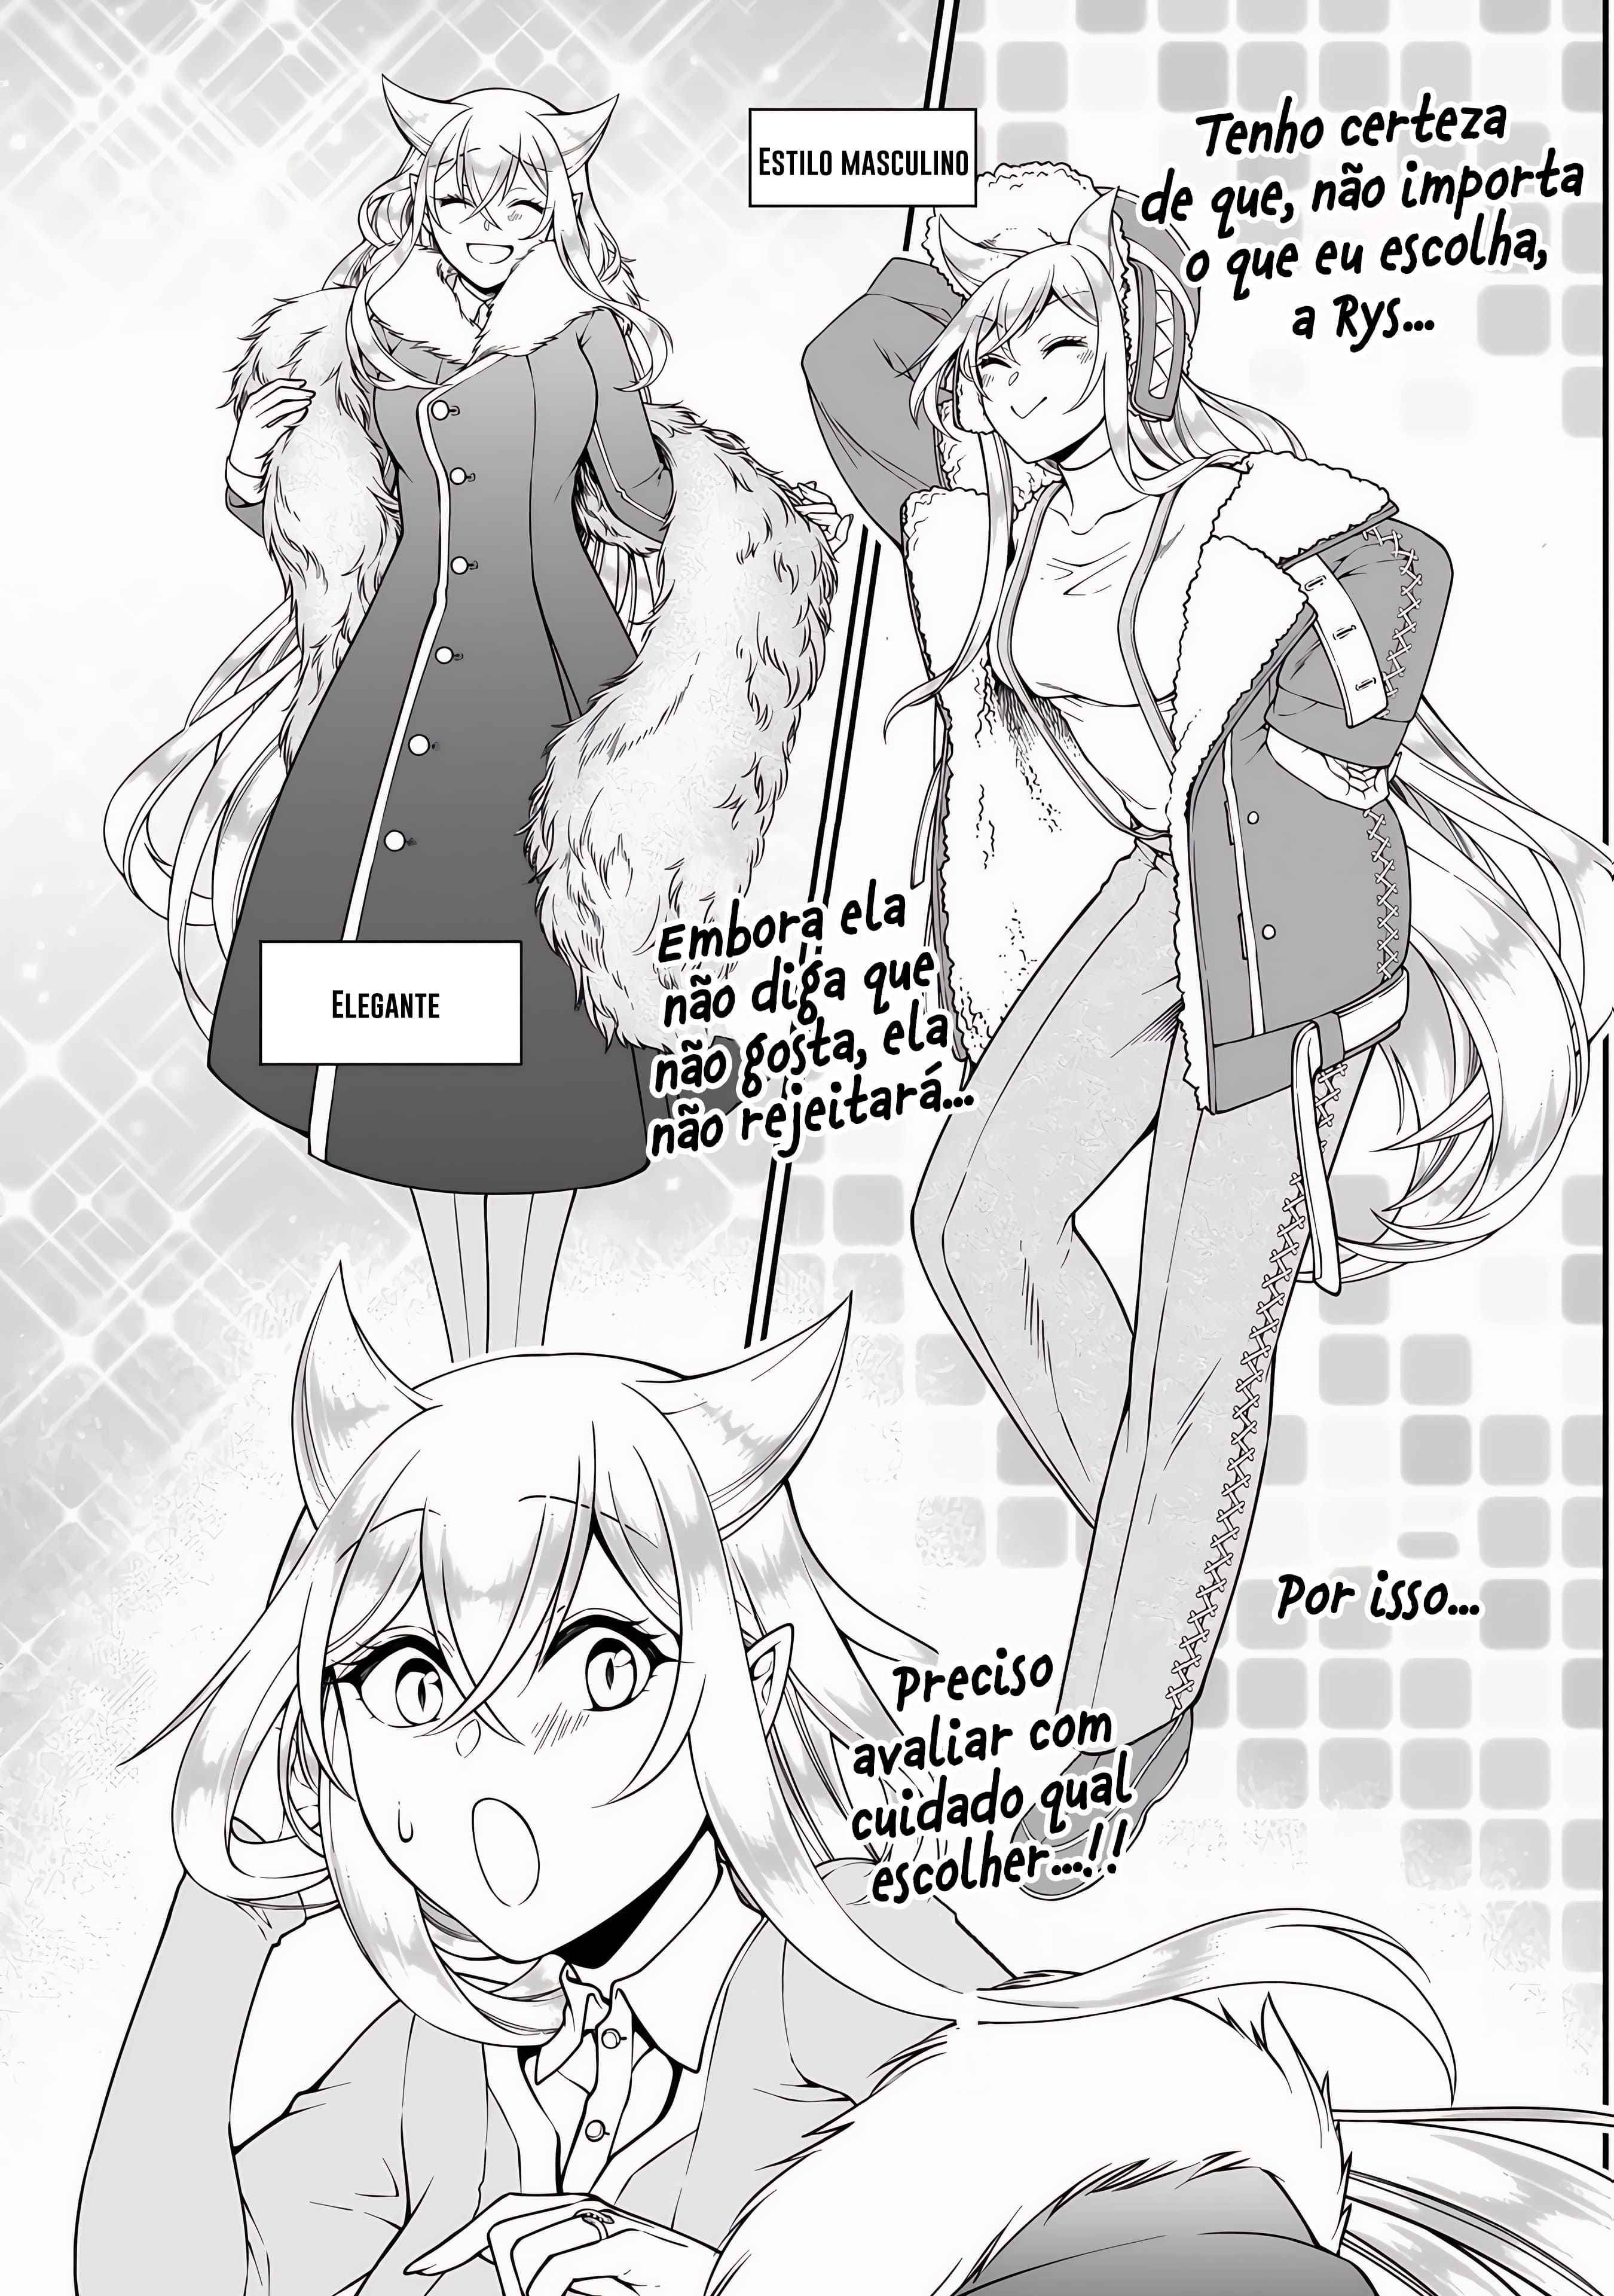 Tenho certeza
de que, não importa
o que eu escolha,
a Rys...
ESTILO MASCULINO
Embora ela
não diga que
não gosta, ela
não rejeitará...
ELEGANTE
Por isso...
Preciso
avaliar com
cuidado qual
escolher...!!